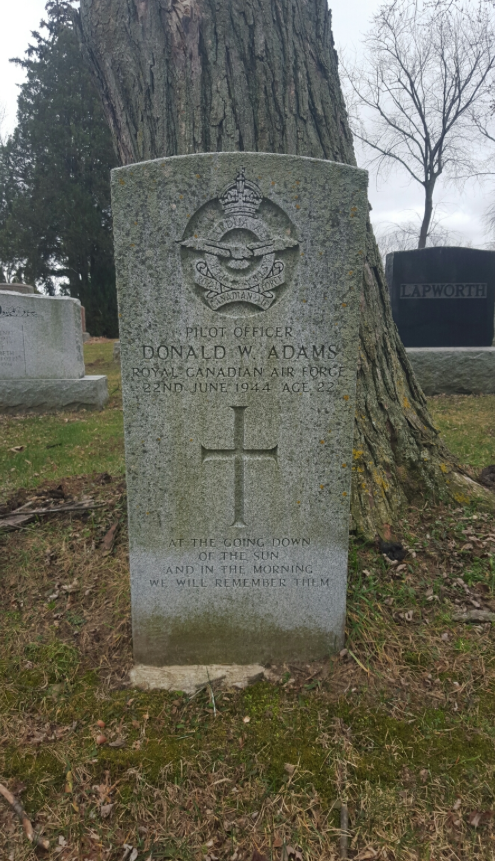 PILOT OFFICER
DONALD W. ADAMS
ROYAL CANADIAN AIR FORCE
22ND JUNE 1944 AGE 22
AT THE GOING DOWN
OF THE SUN
AND IN THE MORNING
WE WILL REMEMBER THEM
LAPWORTH